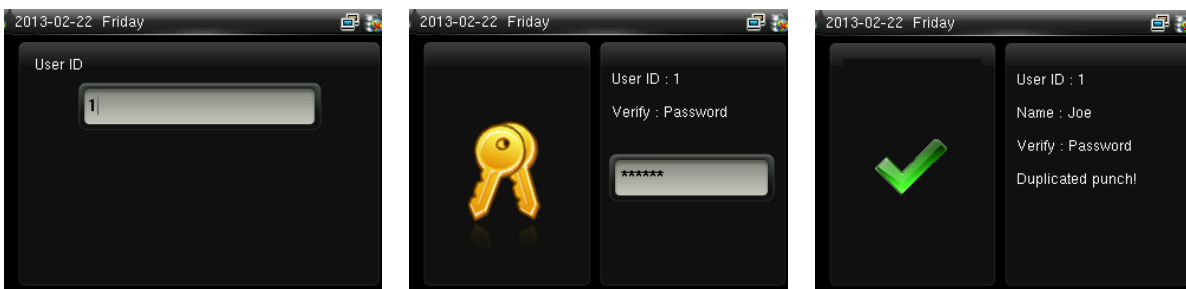 2013-02-22 Friday
User ID
1
2013-02-22 Friday
User ID : 1
Verify : Password
******
2013-02-22 Friday
User ID : 1
Name : Joe
Verify : Password
Duplicated punch!